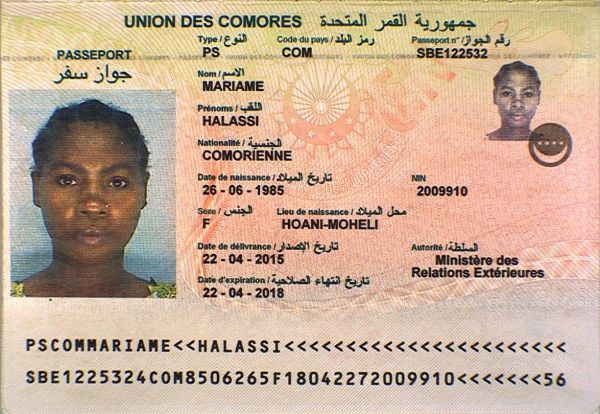 UNION DES COMORES جمهورية القمر المتحدة
PASSEPORT
جواز سفر
Type / النوع Code du pays / رمز البلد Passeport n°/ رقم الجواز
PS COM SBE122532
Nom / الاسم
MARIAME
Prénoms / اللقب
HALASSI
Nationalité / الجنسية
COMORIENNE
Date de naissance / تاريخ الميلاد NIN
26 - 06 - 1985 2009910
Sexe / الجنس Lieu de naissance / محل الميلاد
F HOANI-MOHELI
Date de délivrance / تاريخ الإصدار Autorité / السلطة
22 - 04 - 2015 Ministère des
Relations Extérieures
Date d'expiration / تاريخ انتهاء الصلاحية
22 - 04 - 2018
PSCOMMARIAME<<HALASSI<<<<<<<<<<<<<<<<<<<<<<<
SBE1225324COM8506265F18042272009910<<<<<<<56